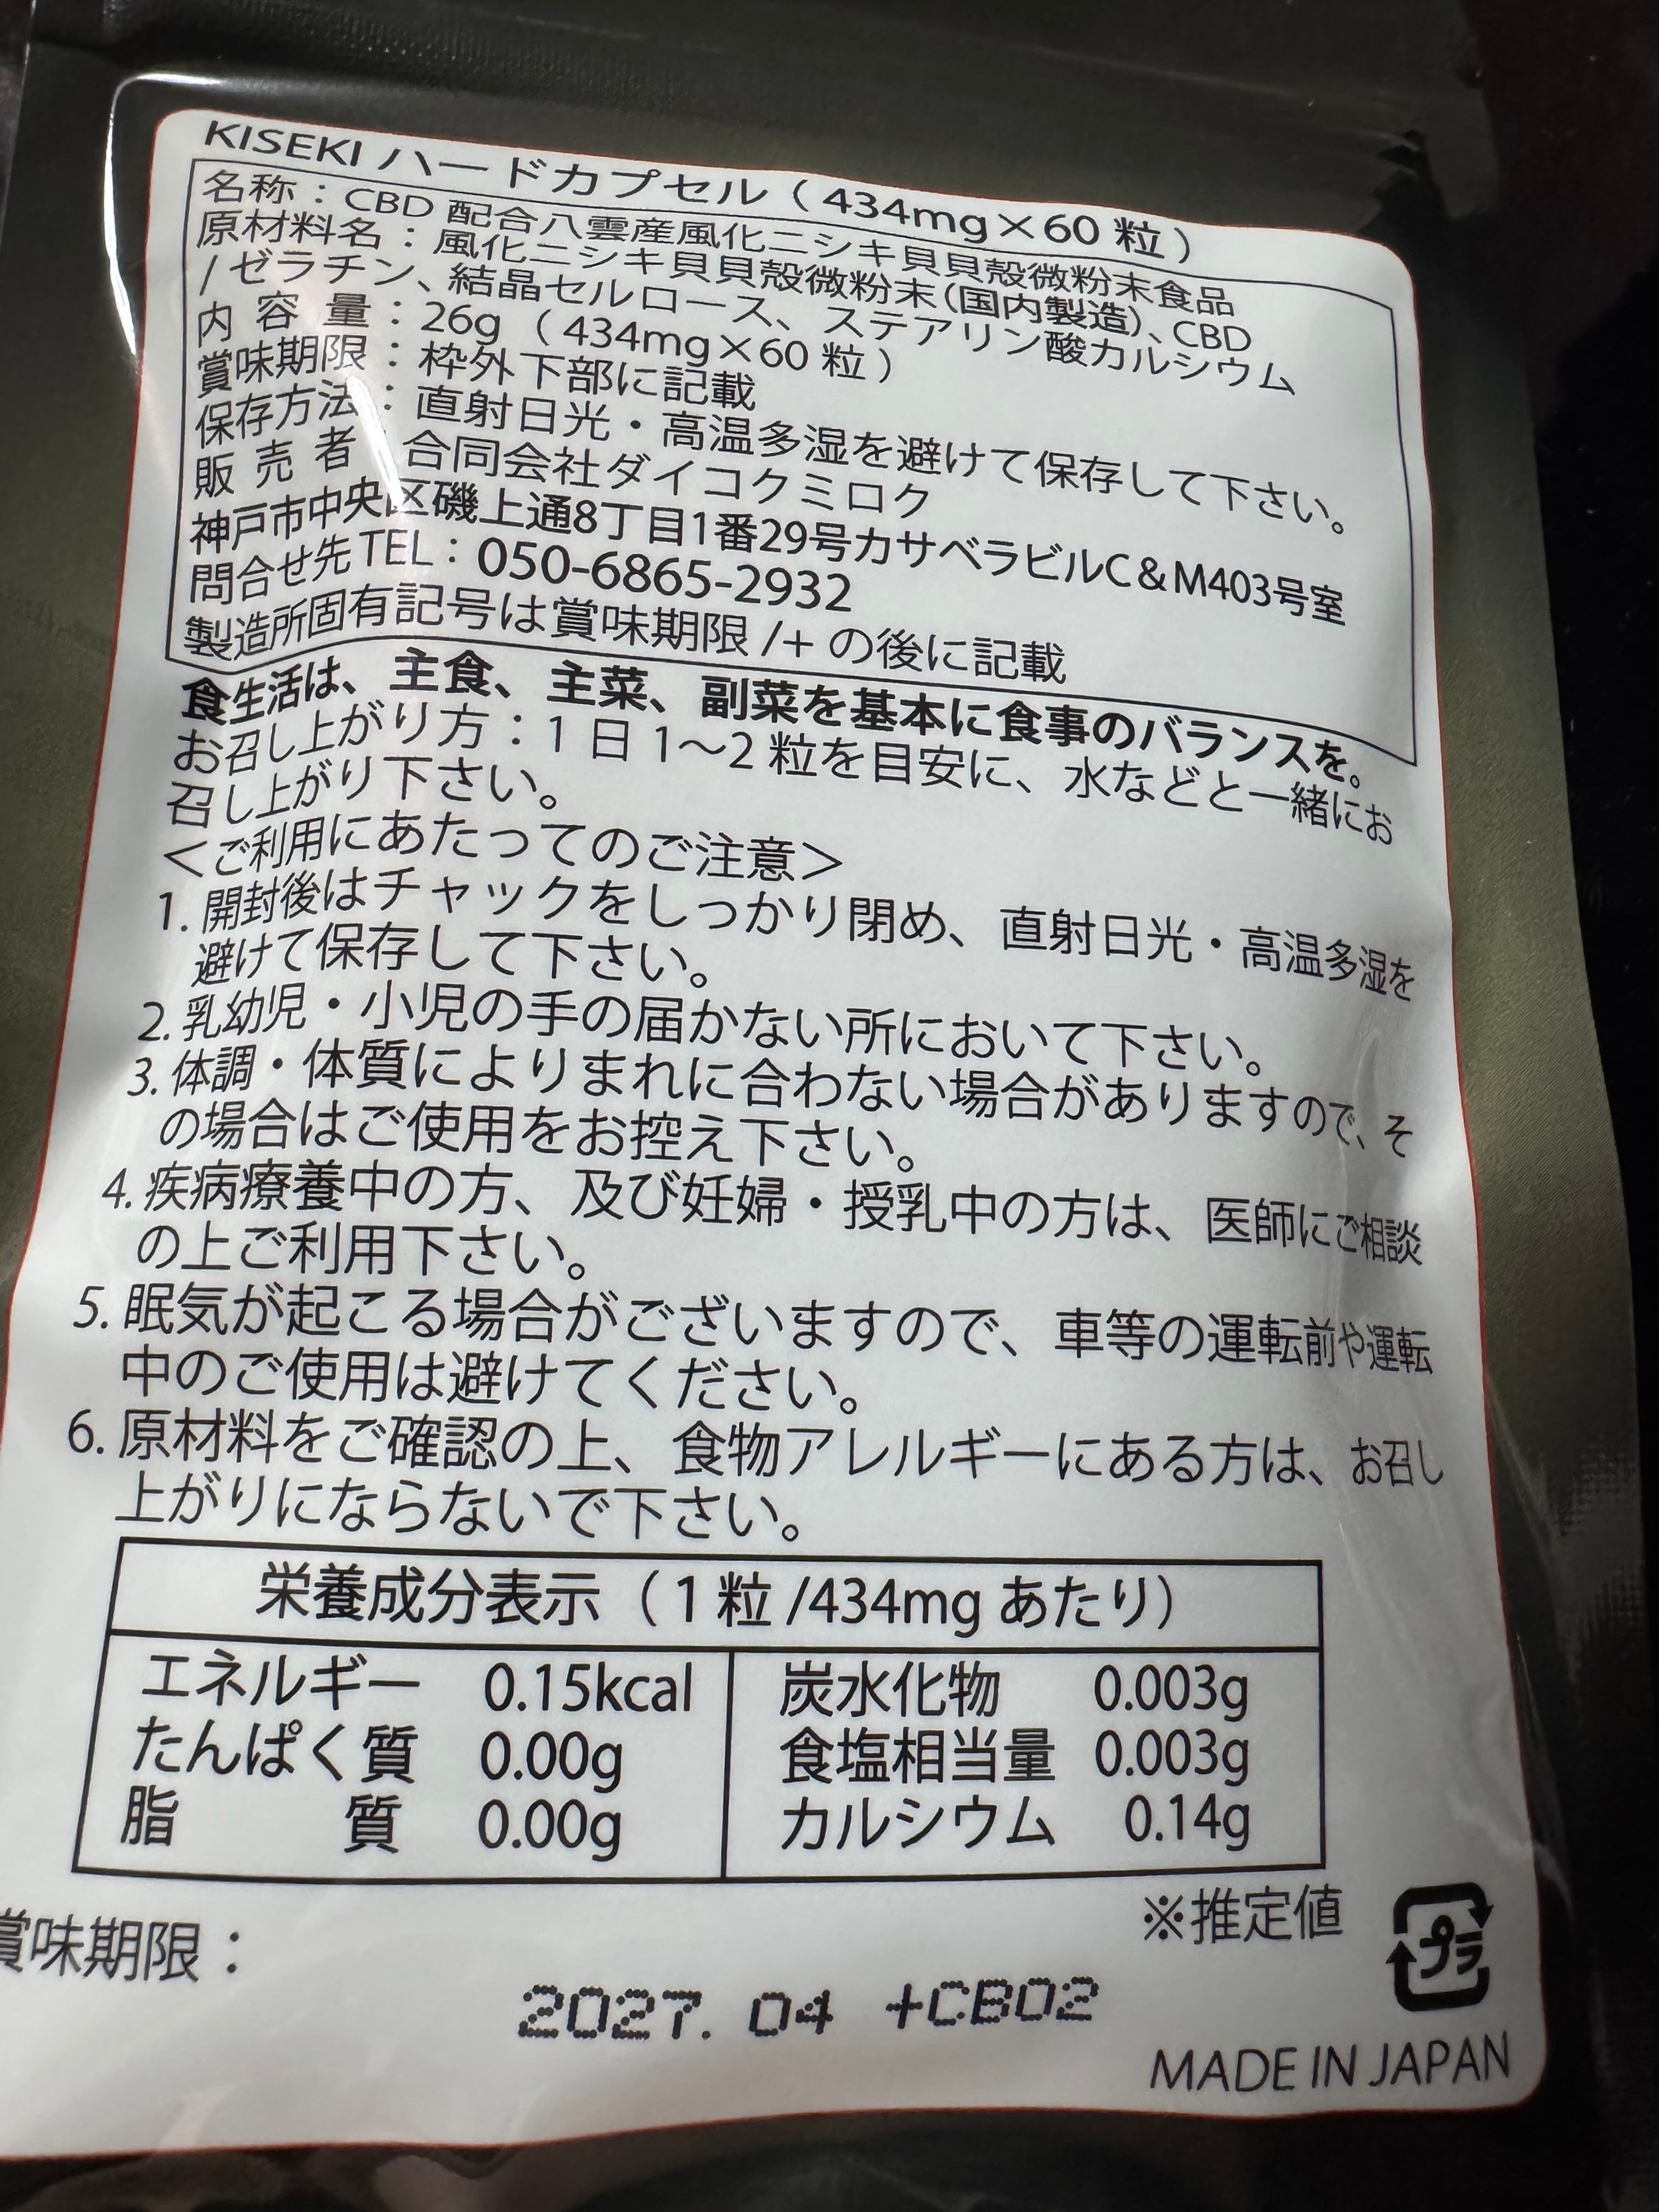 KISEKI ハードカプセル（434mg×60 粒）
名称：CBD 配合八雲産風化ニシキ貝貝殻微粉末食品
原材料名：風化ニシキ貝貝殻微粉末（国内製造）、CBD
/ ゼラチン、結晶セルロース、ステアリン酸カルシウム
内 容 量：26g （434mg×60 粒）
賞味期限：枠外下部に記載
保存方法：直射日光・高温多湿を避けて保存して下さい。
販 売 者：合同会社ダイコクミロク
神戸市中央区磯上通8丁目1番29号カサベラビルC＆M403号室
問合せ先 TEL：050-6865-2932
製造所固有記号は賞味期限 /+ の後に記載
食生活は、主食、主菜、副菜を基本に食事のバランスを。
お召し上がり方：1 日 1～2 粒を目安に、水などと一緒にお
召し上がり下さい。
＜ご利用にあたってのご注意＞
1. 開封後はチャックをしっかり閉め、直射日光・高温多湿を
避けて保存して下さい。
2. 乳幼児・小児の手の届かない所において下さい。
3. 体調・体質によりまれに合わない場合がありますので、そ
の場合はご使用をお控え下さい。
4. 疾病療養中の方、及び妊婦・授乳中の方は、医師にご相談
の上ご利用下さい。
5. 眠気が起こる場合がございますので、車等の運転前や運転
中のご使用は避けてください。
6. 原材料をご確認の上、食物アレルギーにある方は、お召し
上がりにならないで下さい。
栄養成分表示（1 粒 /434mg あたり）
エネルギー 0.15kcal 炭水化物 0.003g
たんぱく質 0.00g 食塩相当量 0.003g
脂 質 0.00g カルシウム 0.14g
※推定値
賞味期限：
プラ
2027. 04 +CB02
MADE IN JAPAN